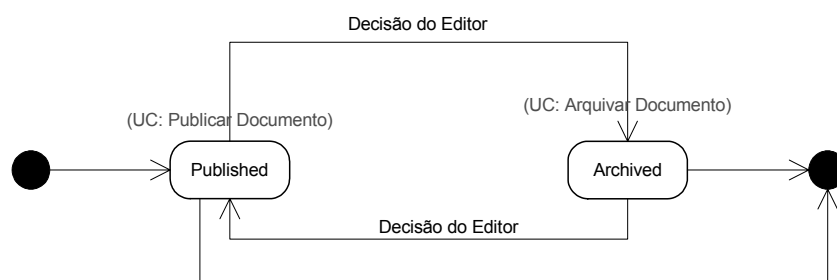 Decisão do Editor
(UC: Arquivar Documento)
(UC: Publicar Documento)
Published
Archived
Decisão do Editor